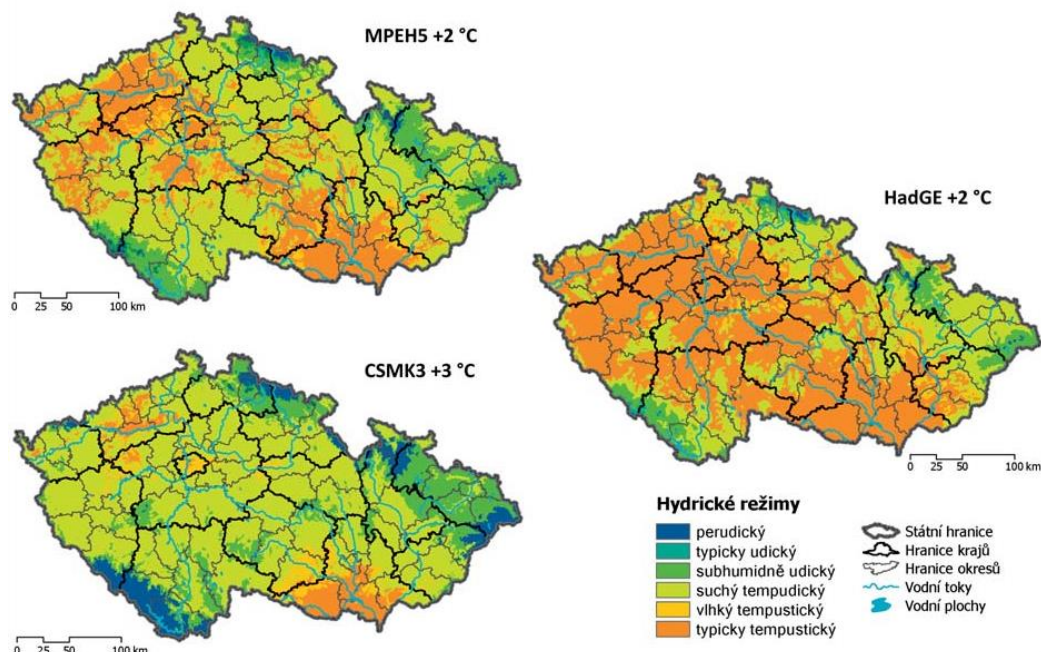 MPEH5 +2 °C
0 25 50 100 km
HadGE +2 °C
0 25 50 100 km
CSMK3 +3 °C
0 25 50 100 km
Hydrické režimy
perudický
typicky udický
subhumidně udický
suchý tempudický
vlhký tempustický
typicky tempustický
Státní hranice
Hranice krajů
Hranice okresů
Vodní toky
Vodní plochy